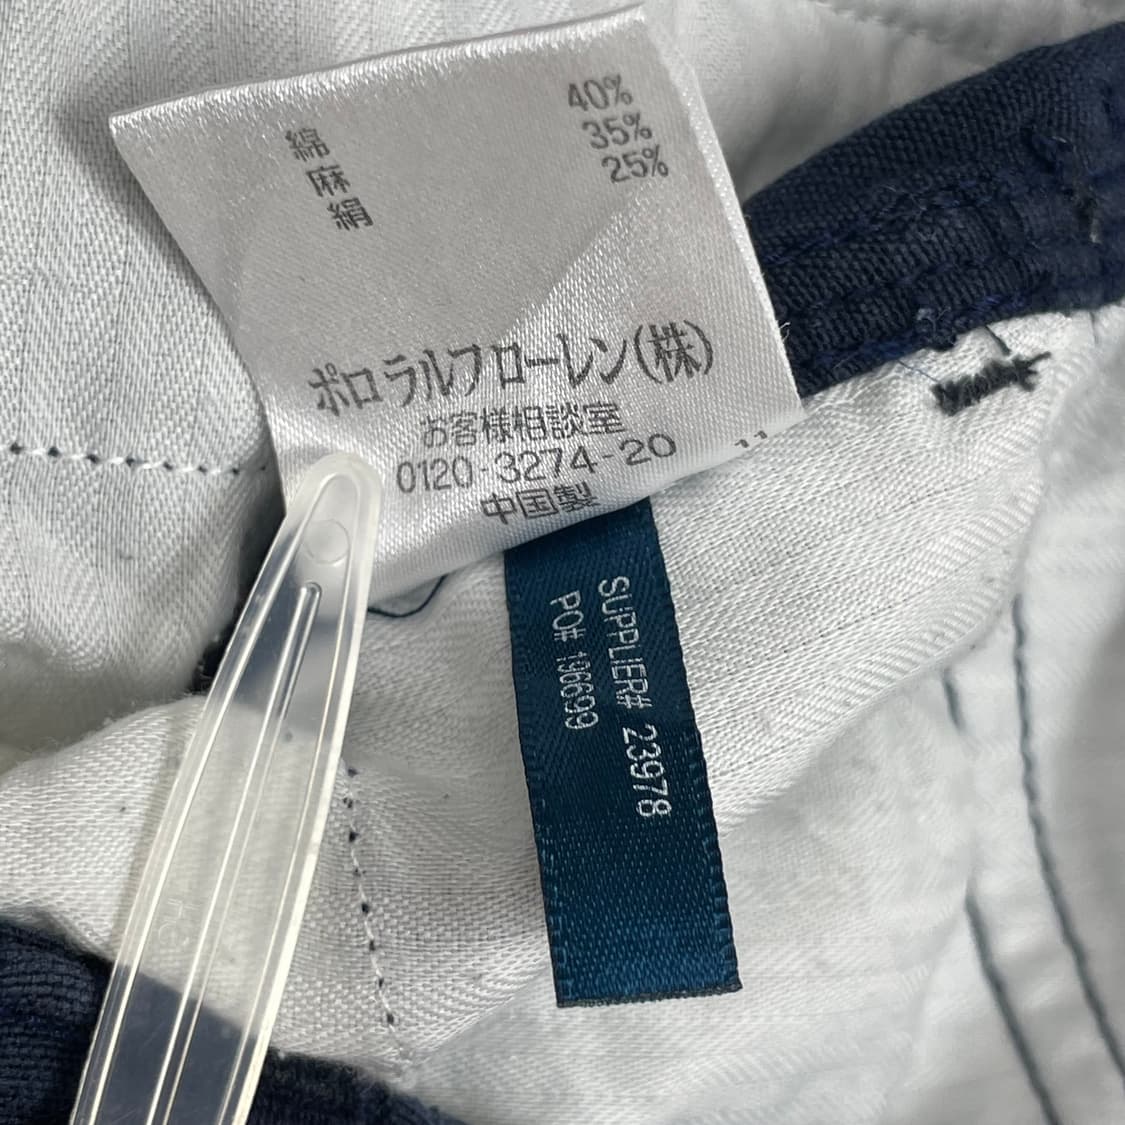 綿 40%
麻 35%
絹 25%
ポロ ラルフ ローレン(株)
お客様相談室
0120-3274-20
中国製
SUPPLIER# 23978
PO# 196699